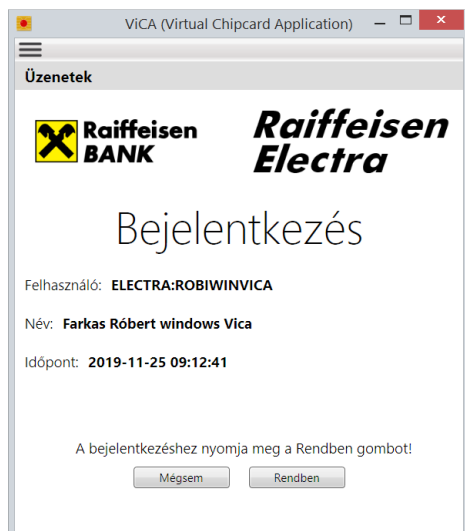 ViCA (Virtual Chipcard Application)
Üzenetek
Raiffeisen
BANK
Raiffeisen
Electra
Bejelentkezés
Felhasználó: ELECTRA:ROBIWINVICA
Név: Farkas Róbert windows Vica
Időpont: 2019-11-25 09:12:41
A bejelentkezéshez nyomja meg a Rendben gombot!
Mégsem Rendben